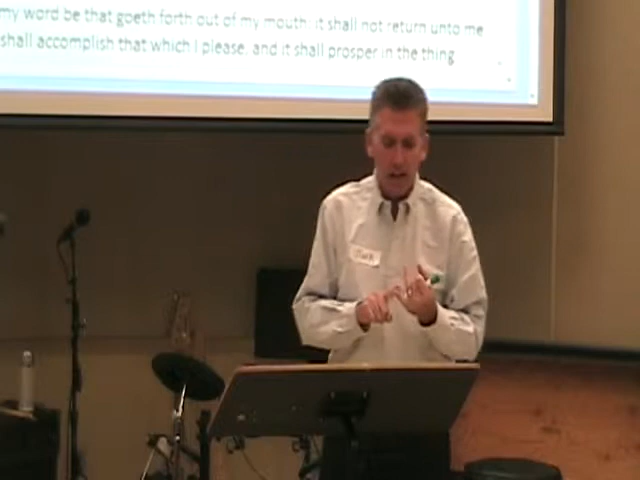 my word be that goeth forth out of my mouth: it shall not return unto me
shall accomplish that which I please, and it shall prosper in the thing